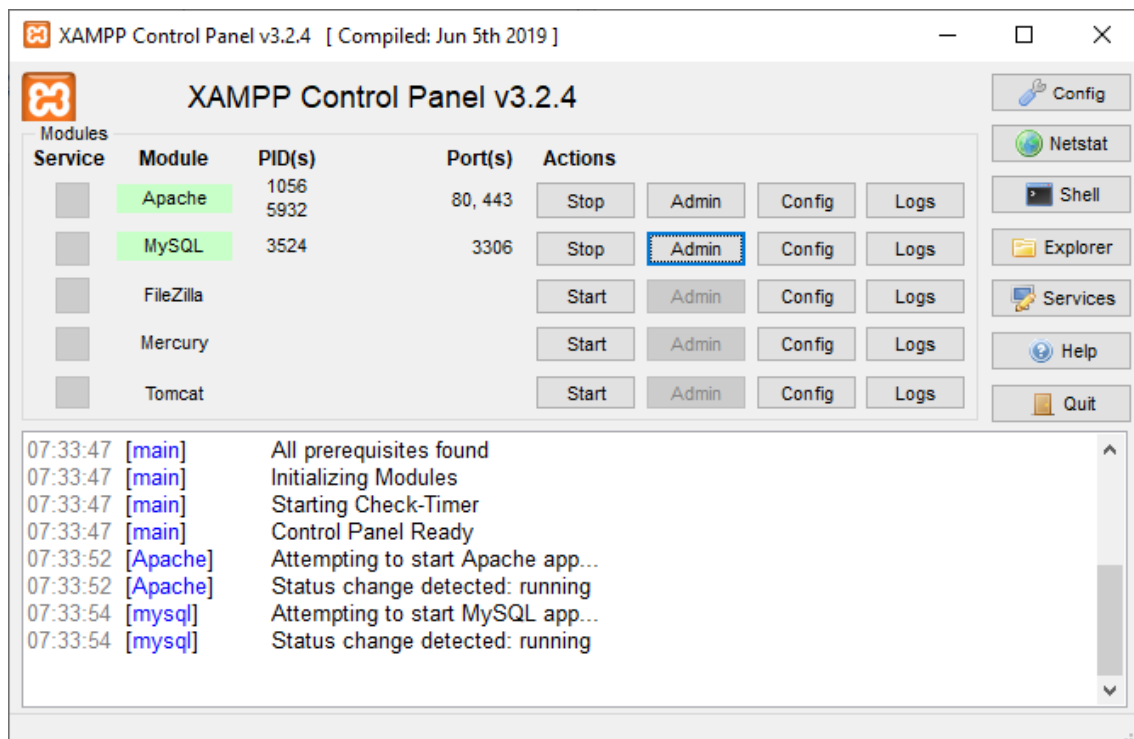 XAMPP Control Panel v3.2.4 [ Compiled: Jun 5th 2019 ]
XAMPP Control Panel v3.2.4
Config
Modules
Service Module PID(s) Port(s) Actions
Netstat
Apache 1056 5932 80, 443 Stop Admin Config Logs
Shell
MySQL 3524 3306 Stop Admin Config Logs
Explorer
FileZilla Start Admin Config Logs
Services
Mercury Start Admin Config Logs
Help
Tomcat Start Admin Config Logs
Quit
07:33:47 [main] All prerequisites found
07:33:47 [main] Initializing Modules
07:33:47 [main] Starting Check-Timer
07:33:47 [main] Control Panel Ready
07:33:52 [Apache] Attempting to start Apache app...
07:33:52 [Apache] Status change detected: running
07:33:54 [mysql] Attempting to start MySQL app...
07:33:54 [mysql] Status change detected: running